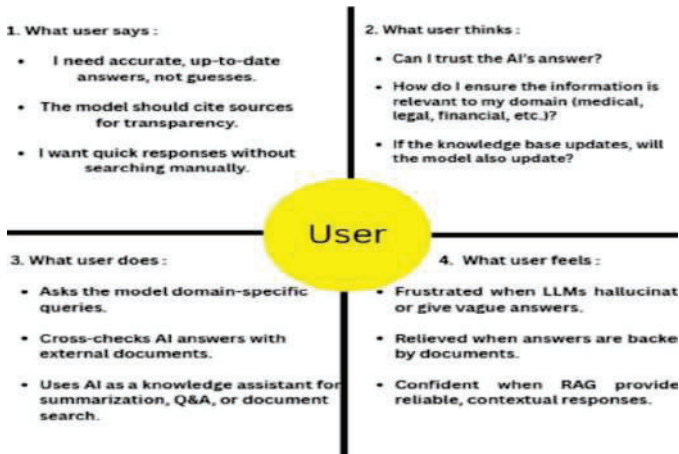 1. What user says :
• I need accurate, up-to-date
answers, not guesses.
• The model should cite sources
for transparency.
• I want quick responses without
searching manually.
2. What user thinks :
• Can I trust the AI's answer?
• How do I ensure the information is
relevant to my domain (medical,
legal, financial, etc.)?
• If the knowledge base updates, will
the model also update?
User
3. What user does :
• Asks the model domain-specific
queries.
• Cross-checks AI answers with
external documents.
• Uses AI as a knowledge assistant for
summarization, Q&A, or document
search.
4. What user feels :
• Frustrated when LLMs hallucinat
or give vague answers.
• Relieved when answers are backe
by documents.
• Confident when RAG provide
reliable, contextual responses.